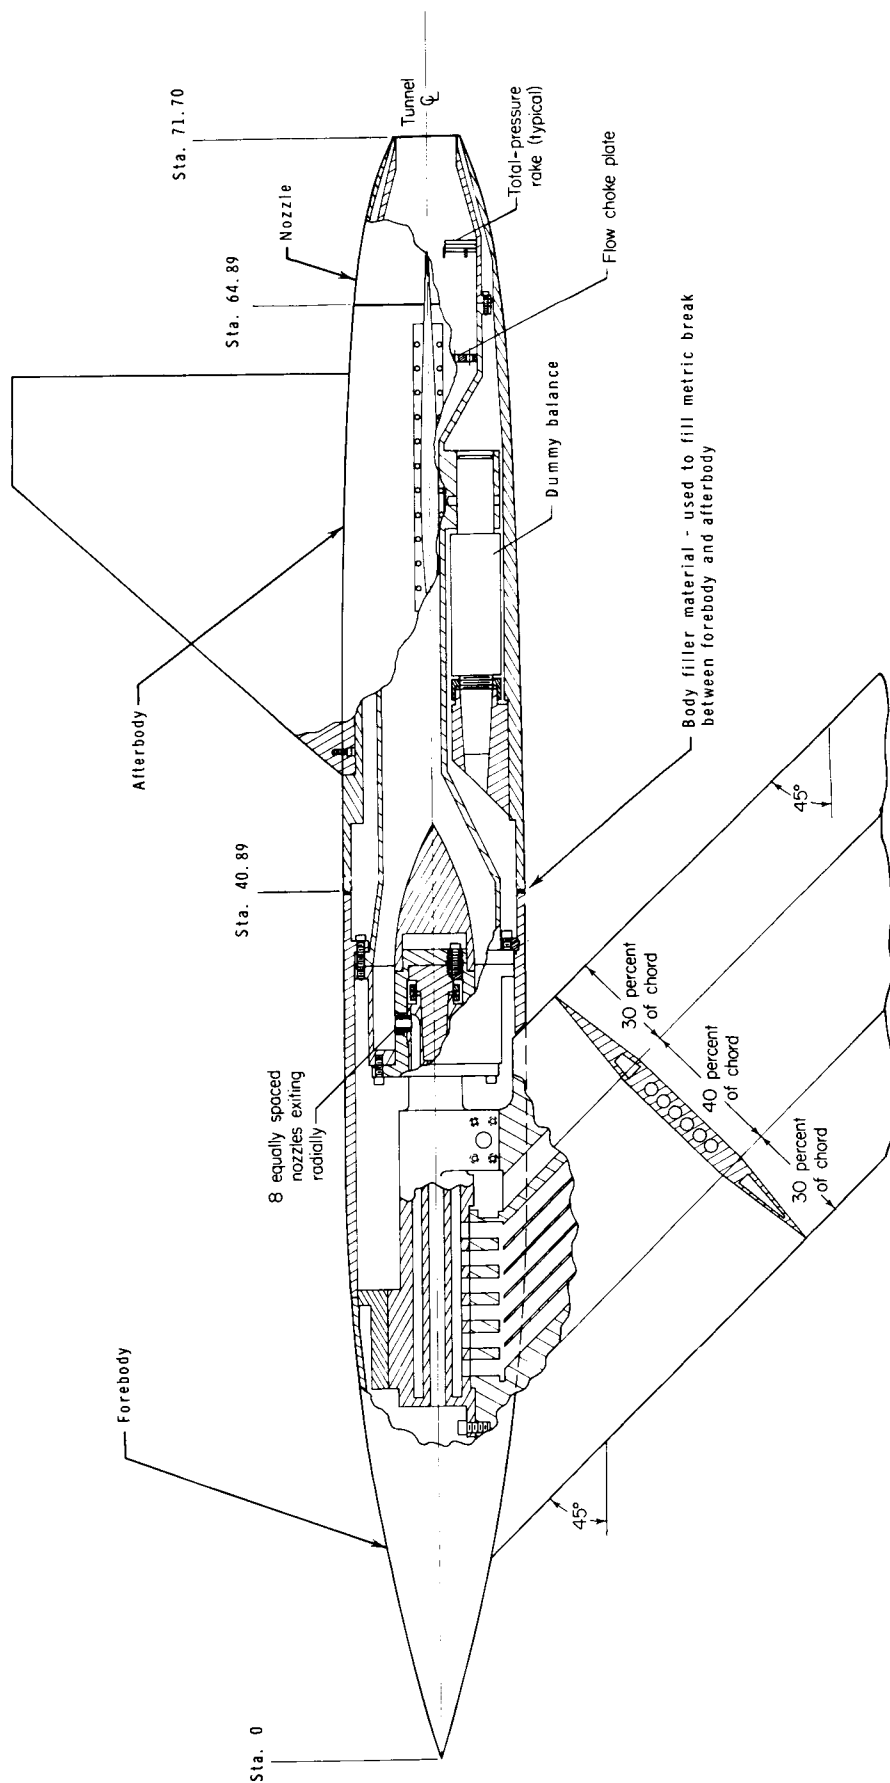 Sta. 0
Forebody
8 equally spaced
nozzles exiting
radially
Sta. 40.89
Afterbody
Sta. 64.89
Nozzle
Sta. 71.70
Tunnel
℄
Total-pressure
rake (typical)
Flow choke plate
Dummy balance
Body filler material - used to fill metric break
between forebody and afterbody
45°
30 percent
of chord
40 percent
of chord
30 percent
of chord
45°